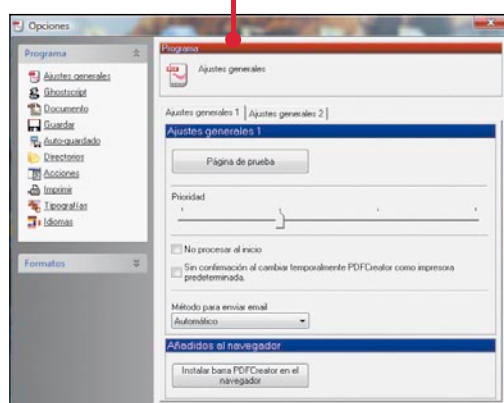 Opciones
Programa
Ajustes generales
Ghostscript
Documento
Guardar
Auto-guardado
Directorios
Acciones
Imprimir
Tipografías
Idiomas
Formatos
Programa
Ajustes generales
Ajustes generales 1
Ajustes generales 2
Ajustes generales 1
Página de prueba
Prioridad
No procesar al inicio
Sin confirmación al cambiar temporalmente PDFCreator como impresora
predeterminada.
Método para enviar email
Automático
Añadidos al navegador
Instalar barra PDFCreator en el
navegador